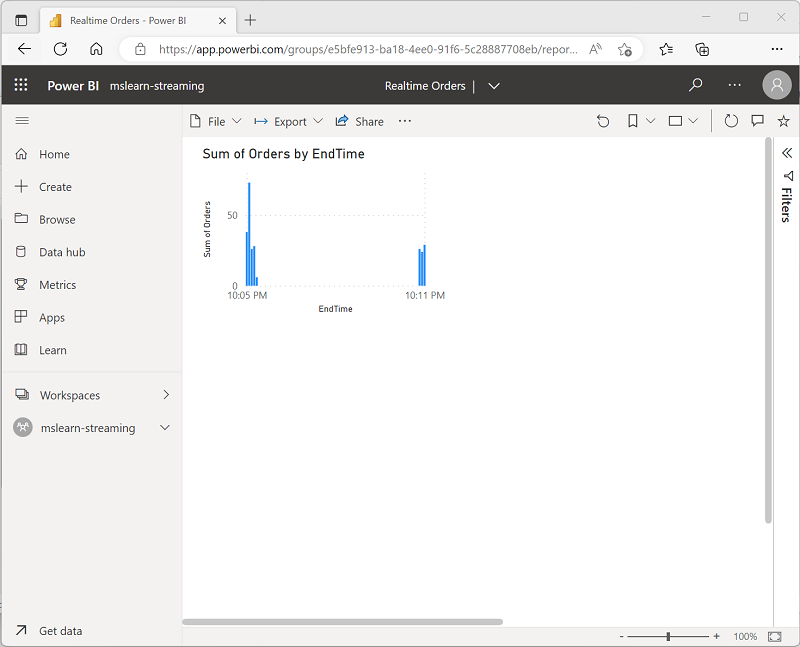 Realtime Orders - Power BI
https://app.powerbi.com/groups/e5bfe913-ba18-4ee0-91f6-5c28887708eb/repor...
Power BI mslearn-streaming Realtime Orders
File Export Share
Home
Create
Browse
Data hub
Metrics
Apps
Learn
Workspaces
mslearn-streaming
Get data
Sum of Orders by EndTime
Sum of Orders
50
0
10:05 PM 10:11 PM
EndTime
Filters
- + 100%